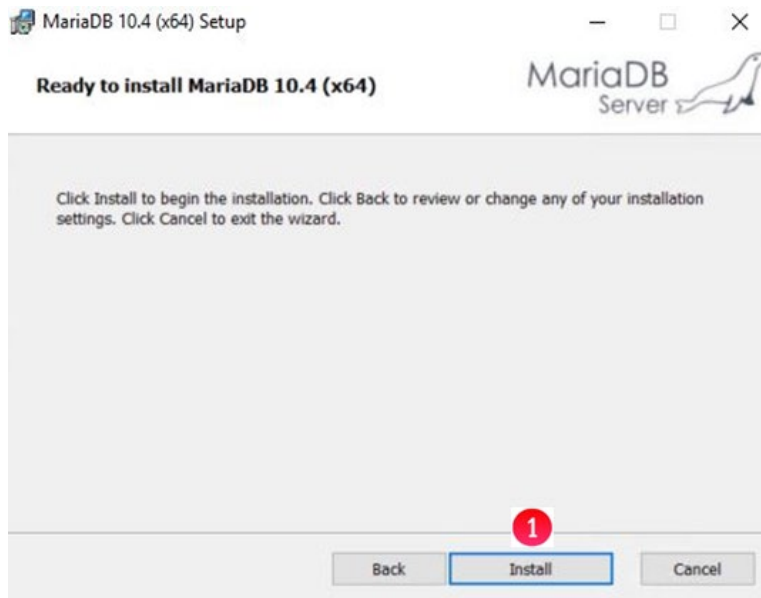 MariaDB 10.4 (x64) Setup
Ready to install MariaDB 10.4 (x64)
MariaDB
Server
Click Install to begin the installation. Click Back to review or change any of your installation
settings. Click Cancel to exit the wizard.
1
Back Install Cancel